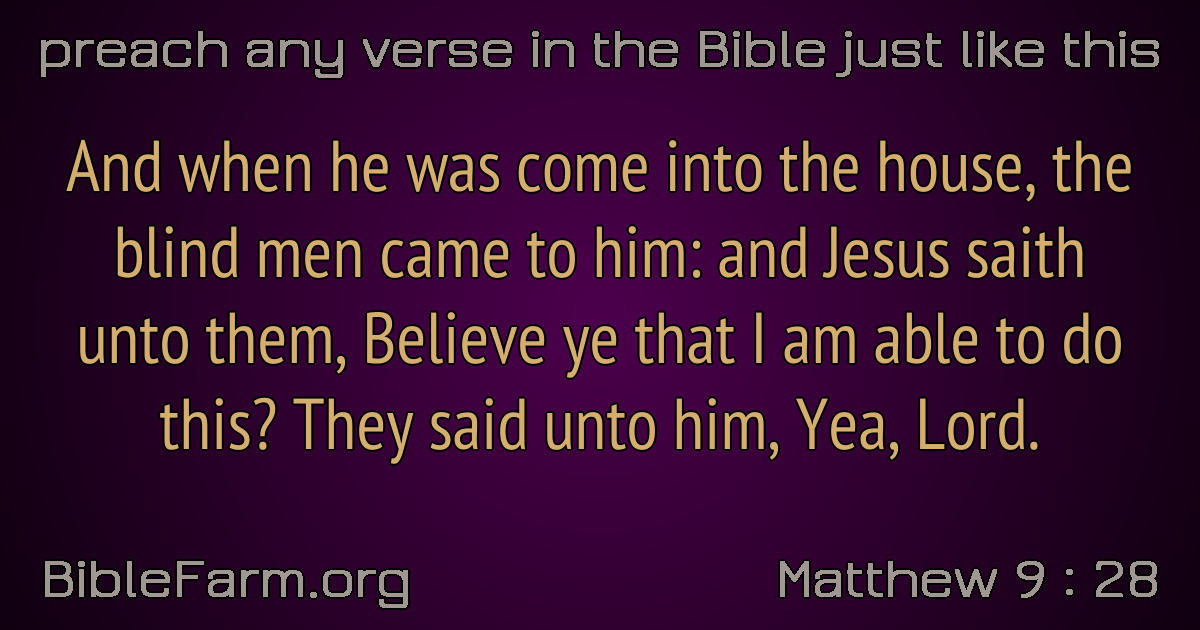 preach any verse in the Bible just like this
And when he was come into the house, the
blind men came to him: and Jesus saith
unto them, Believe ye that I am able to do
this? They said unto him, Yea, Lord.
BibleFarm.org
Matthew 9 : 28